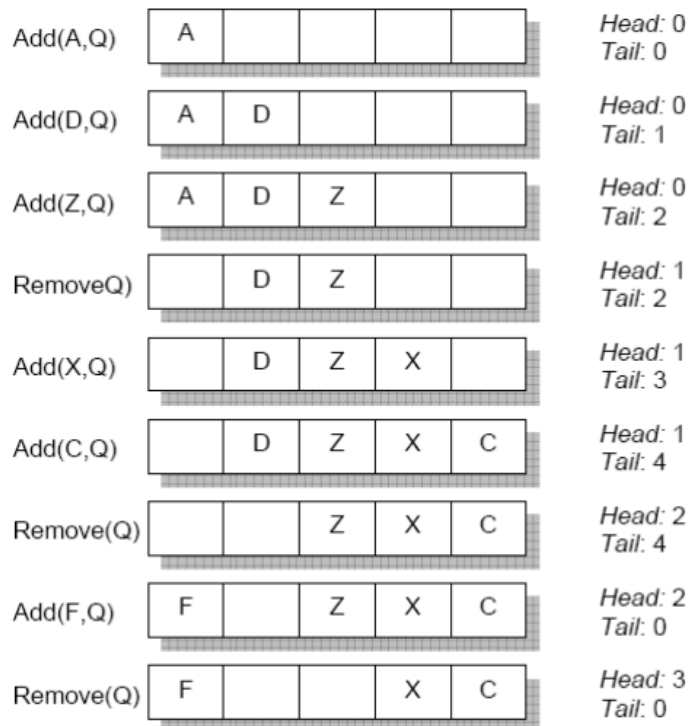 Add(A,Q) A Head: 0
Tail: 0
Add(D,Q) A D Head: 0
Tail: 1
Add(Z,Q) A D Z Head: 0
Tail: 2
RemoveQ) D Z Head: 1
Tail: 2
Add(X,Q) D Z X Head: 1
Tail: 3
Add(C,Q) D Z X C Head: 1
Tail: 4
Remove(Q) Z X C Head: 2
Tail: 4
Add(F,Q) F Z X C Head: 2
Tail: 0
Remove(Q) F X C Head: 3
Tail: 0